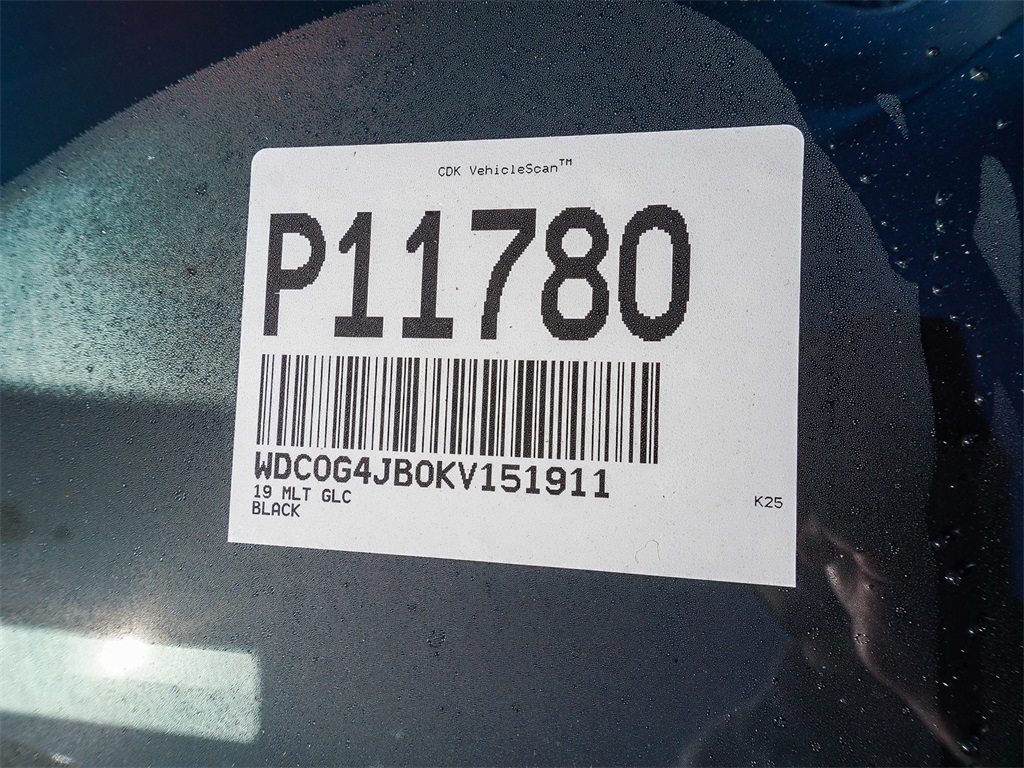 CDK VehicleScan™
P11780
WDC0G4JB0KV151911
19 MLT GLC
BLACK
K25